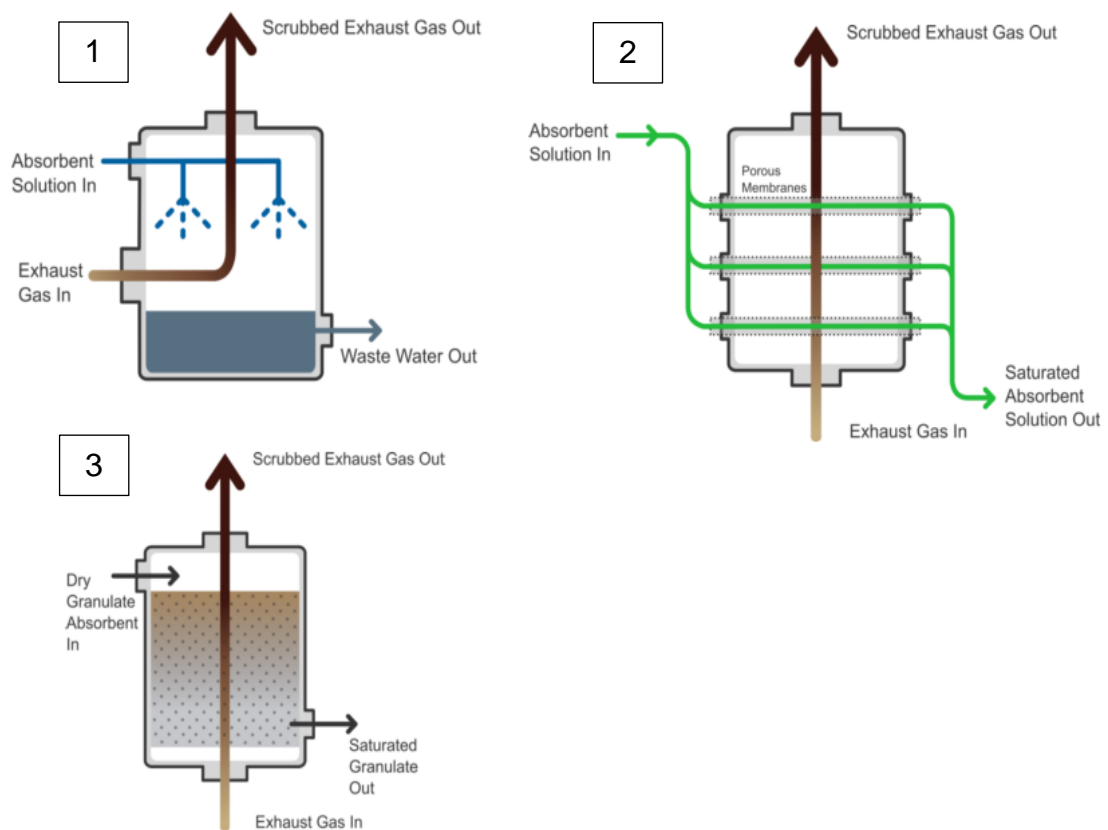 1
Scrubbed Exhaust Gas Out
Absorbent
Solution In
Exhaust
Gas In
Waste Water Out
2
Scrubbed Exhaust Gas Out
Absorbent
Solution In
Porous
Membranes
Saturated
Absorbent
Solution Out
Exhaust Gas In
3
Scrubbed Exhaust Gas Out
Dry
Granulate
Absorbent
In
Saturated
Granulate
Out
Exhaust Gas In